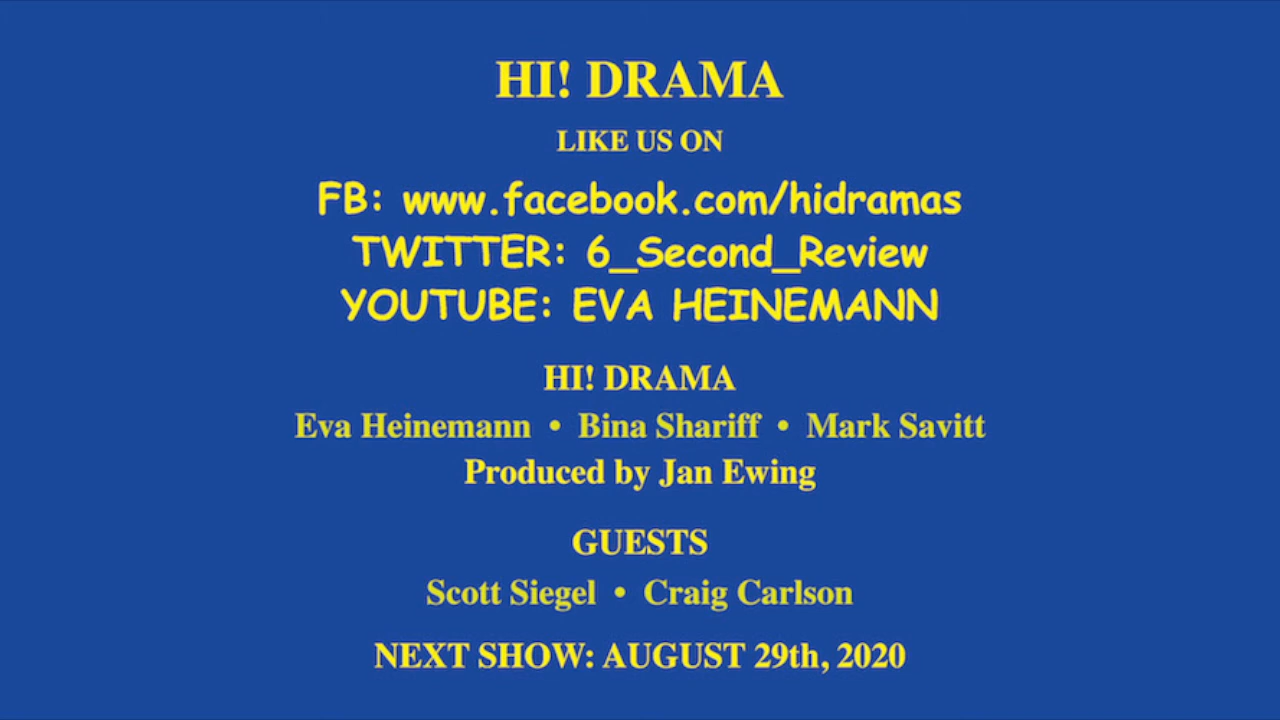 HI! DRAMA
LIKE US ON
FB: www.facebook.com/hidramas
TWITTER: 6_Second_Review
YOUTUBE: EVA HEINEMANN
HI! DRAMA
Eva Heinemann • Bina Shariff • Mark Savitt
Produced by Jan Ewing
GUESTS
Scott Siegel • Craig Carlson
NEXT SHOW: AUGUST 29th, 2020